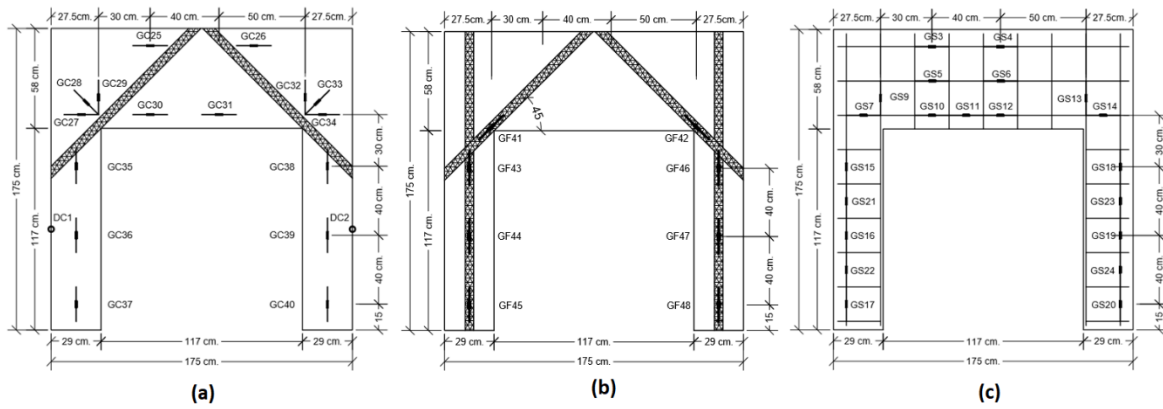 27.5cm. 30 cm. 40 cm. 50 cm. 27.5cm.
GC25 GC26
58 cm.
GC28 GC29 GC32 GC33
GC27 GC30 GC31 GC34
175 cm.
30 cm.
GC35 GC38
DC1 DC2
117 cm.
40 cm.
GC36 GC39
40 cm.
GC37 GC40
15
29 cm. 117 cm. 29 cm.
175 cm.
(a)
27.5cm. 30 cm. 40 cm. 50 cm. 27.5cm.
58 cm.
45
GF41 GF42
175 cm.
GF43 GF46
117 cm.
40 cm.
GF44 GF47
40 cm.
GF45 GF48
15
29 cm. 117 cm. 29 cm.
175 cm.
(b)
27.5cm. 30 cm. 40 cm. 50 cm. 27.5cm.
GS3 GS4
58 cm.
GS5 GS6
GS9 GS13
GS7 GS10 GS11 GS12 GS14
175 cm.
30 cm.
GS15 GS18
117 cm.
GS21 GS23
40 cm.
GS16 GS19
GS22 GS24
40 cm.
GS17 GS20
15
29 cm. 117 cm. 29 cm.
175 cm.
(c)